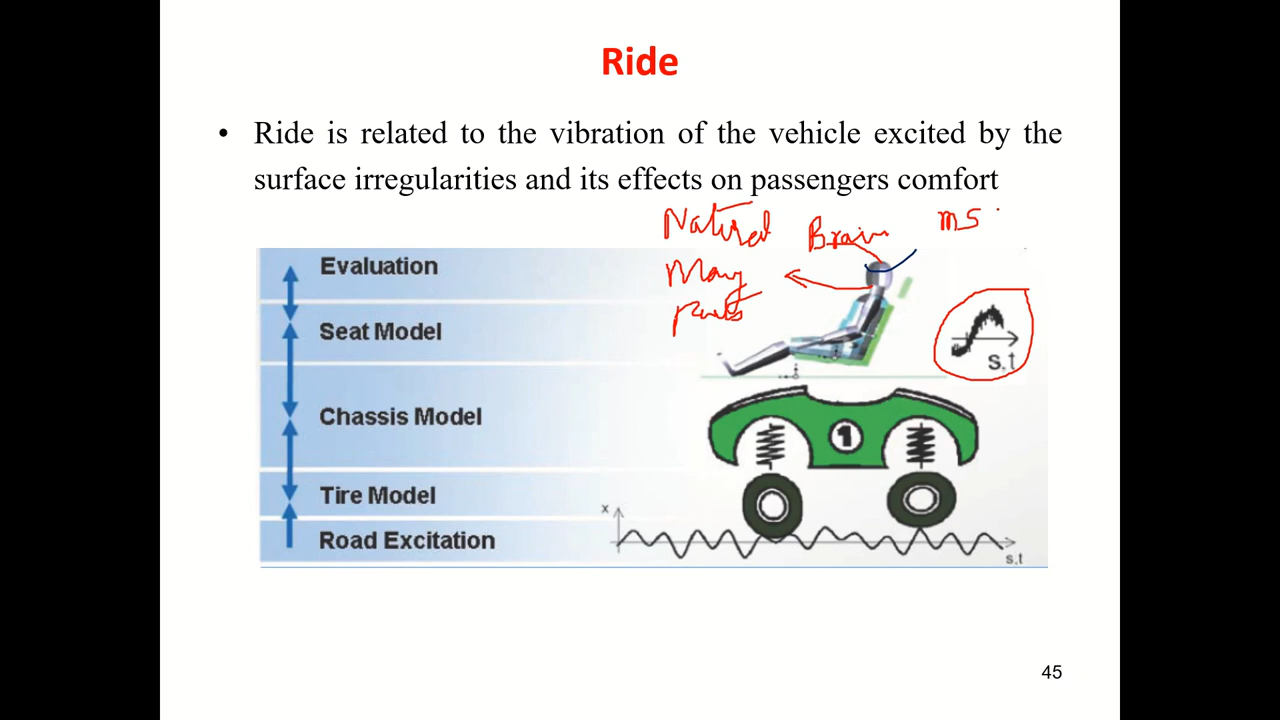 Ride
• Ride is related to the vibration of the vehicle excited by the
surface irregularities and its effects on passengers comfort
Natural Brain ms
Many
parts
Evaluation
Seat Model
Chassis Model
Tire Model
Road Excitation
s,t
1
x
s,t
45